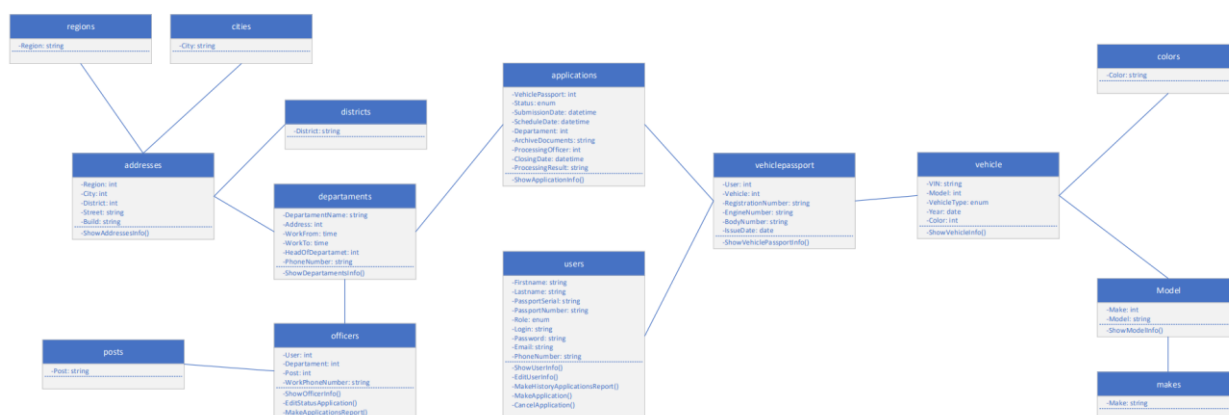 regions
-Region: string
cities
-City: string
colors
-Color: string
applications
-VehiclePassport: int
-Status: enum
-SubmissionDate: datetime
-ScheduleDate: datetime
-Departament: int
-ArchiveDocuments: string
-ProcessingOfficer: int
-ClosingDate: datetime
-ProcessingResult: string
-ShowApplicationInfo()
districts
-District: string
addresses
-Region: int
-City: int
-District: int
-Street: string
-Build: string
-ShowAddressesInfo()
departaments
-DepartamentName: string
-Address: int
-WorkFrom: time
-WorkTo: time
-HeadOfDepartamet: int
-PhoneNumber: string
-ShowDepartamentsInfo()
vehiclepassport
-User: int
-Vehicle: int
-RegistrationNumber: string
-EngineNumber: string
-BodyNumber: string
-IssueDate: date
-ShowVehiclePassportInfo()
vehicle
-VIN: string
-Model: int
-VehicleType: enum
-Year: date
-Color: int
-ShowVehicleInfo()
users
-Firstname: string
-Lastname: string
-PassportSerial: string
-PassportNumber: string
-Role: enum
-Login: string
-Password: string
-Email: string
-PhoneNumber: string
-ShowUserInfo()
-EditUserInfo()
-MakeHistoryApplicationsReport()
-MakeApplication()
-CancelApplication()
Model
-Make: int
-Model: string
-ShowModelInfo()
posts
-Post: string
officers
-User: int
-Departament: int
-Post: int
-WorkPhoneNumber: string
-ShowOfficerInfo()
-EditStatusApplication()
-MakeApplicationsReport()
makes
-Make: string